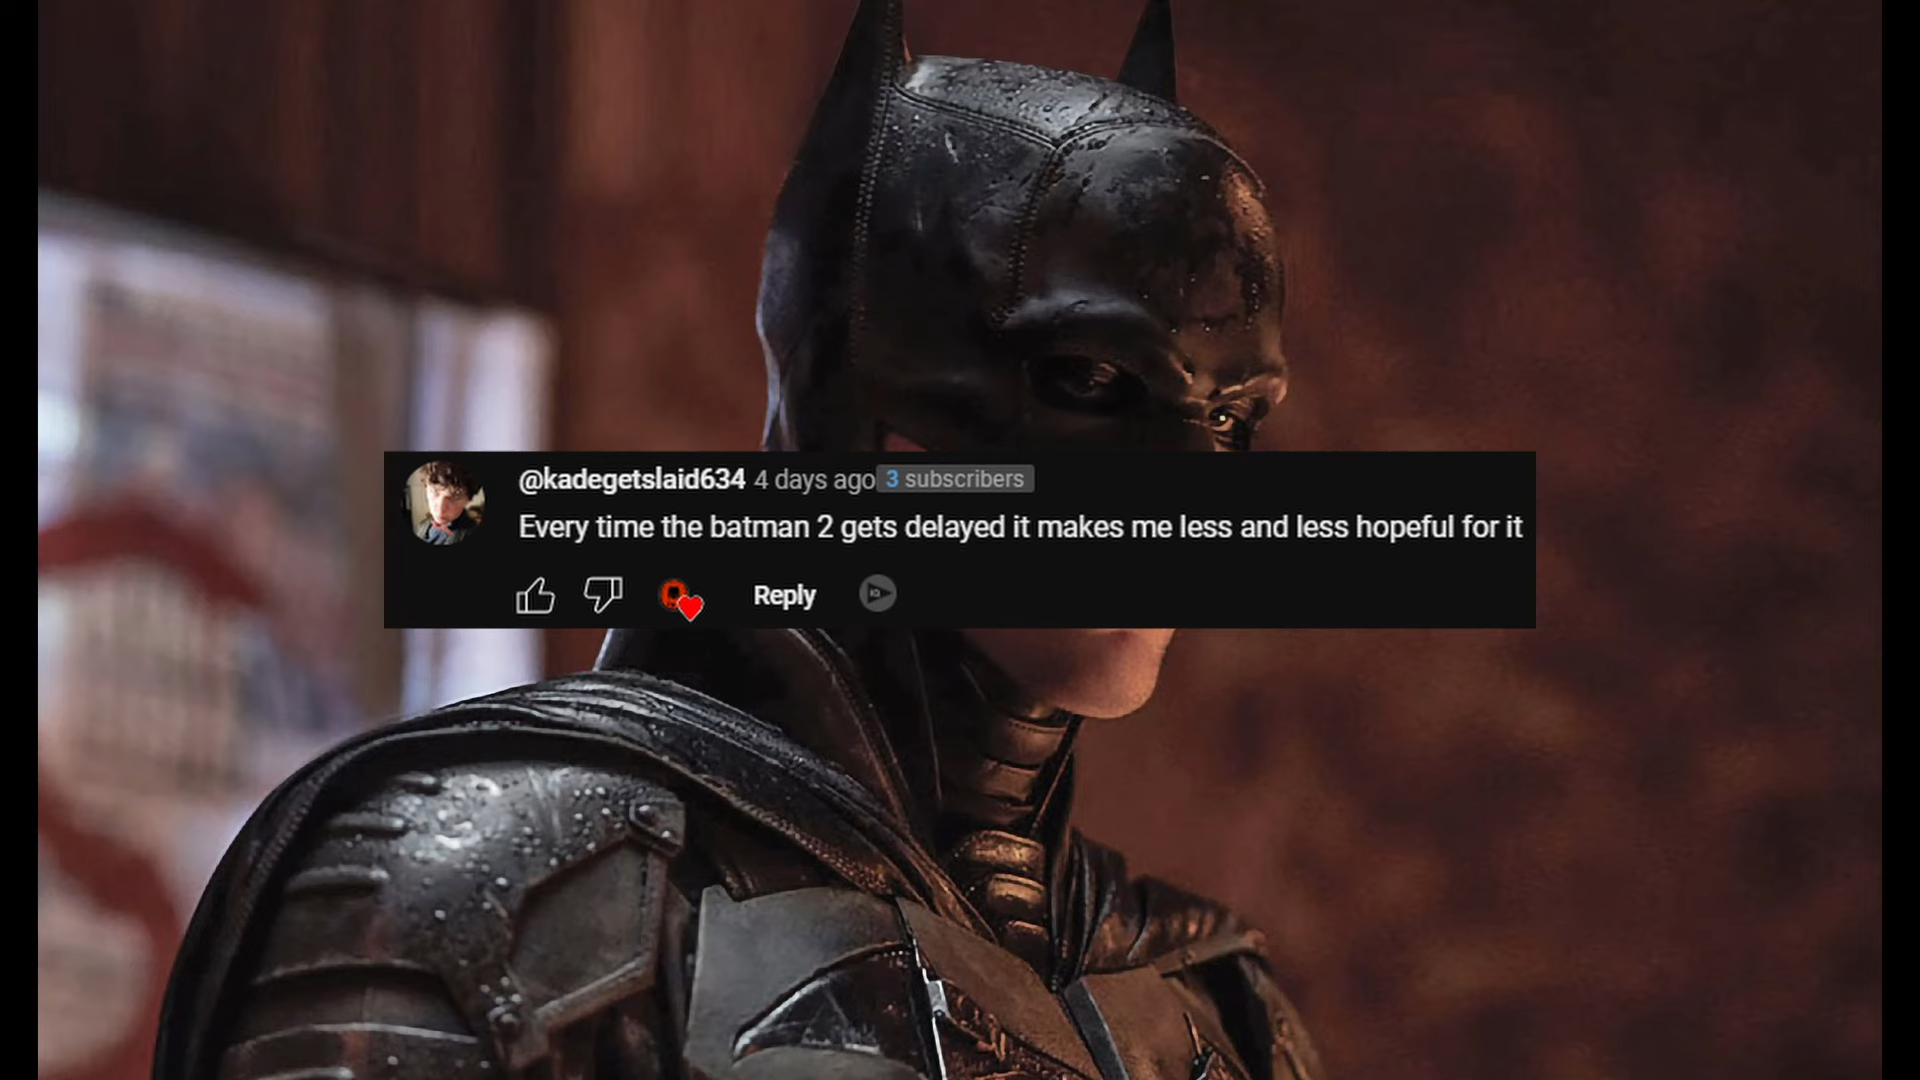 @kadegetslaid634 4 days ago 3 subscribers
Every time the batman 2 gets delayed it makes me less and less hopeful for it
Reply